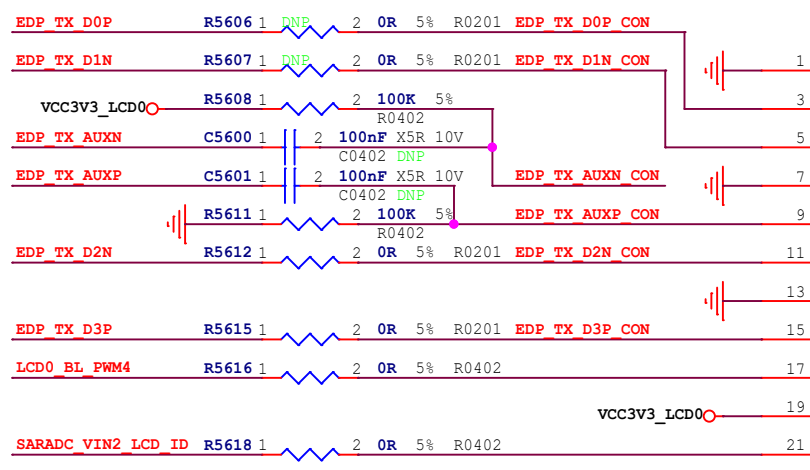 EDP_TX_D0P R5606 1 DNP 2 0R 5% R0201 EDP_TX_D0P_CON
EDP_TX_D1N R5607 1 DNP 2 0R 5% R0201 EDP_TX_D1N_CON 1
VCC3V3_LCD0 R5608 1 2 100K 5% 3
R0402
EDP_TX_AUXN C5600 1 2 100nF X5R 10V 5
C0402 DNP
EDP_TX_AUXP C5601 1 2 100nF X5R 10V EDP_TX_AUXN_CON 7
C0402 DNP
R5611 1 2 100K 5% EDP_TX_AUXP_CON 9
R0402
EDP_TX_D2N R5612 1 2 0R 5% R0201 EDP_TX_D2N_CON 11
13
EDP_TX_D3P R5615 1 2 0R 5% R0201 EDP_TX_D3P_CON 15
LCD0_BL_PWM4 R5616 1 2 0R 5% R0402 17
VCC3V3_LCD0 19
SARADC_VIN2_LCD_ID R5618 1 2 0R 5% R0402 21